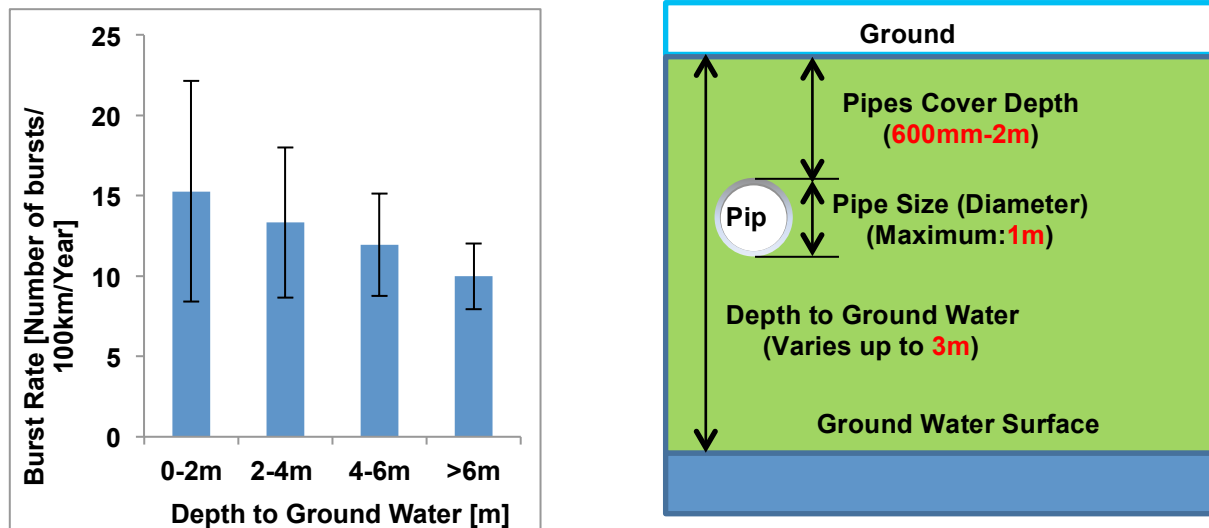 25
20
15
10
5
0
Burst Rate [Number of bursts/
100km/Year]
0-2m
2-4m
4-6m
>6m
Depth to Ground Water [m]
Ground
Pipes Cover Depth
(600mm-2m)
Pip
Pipe Size (Diameter)
(Maximum:1m)
Depth to Ground Water
(Varies up to 3m)
Ground Water Surface